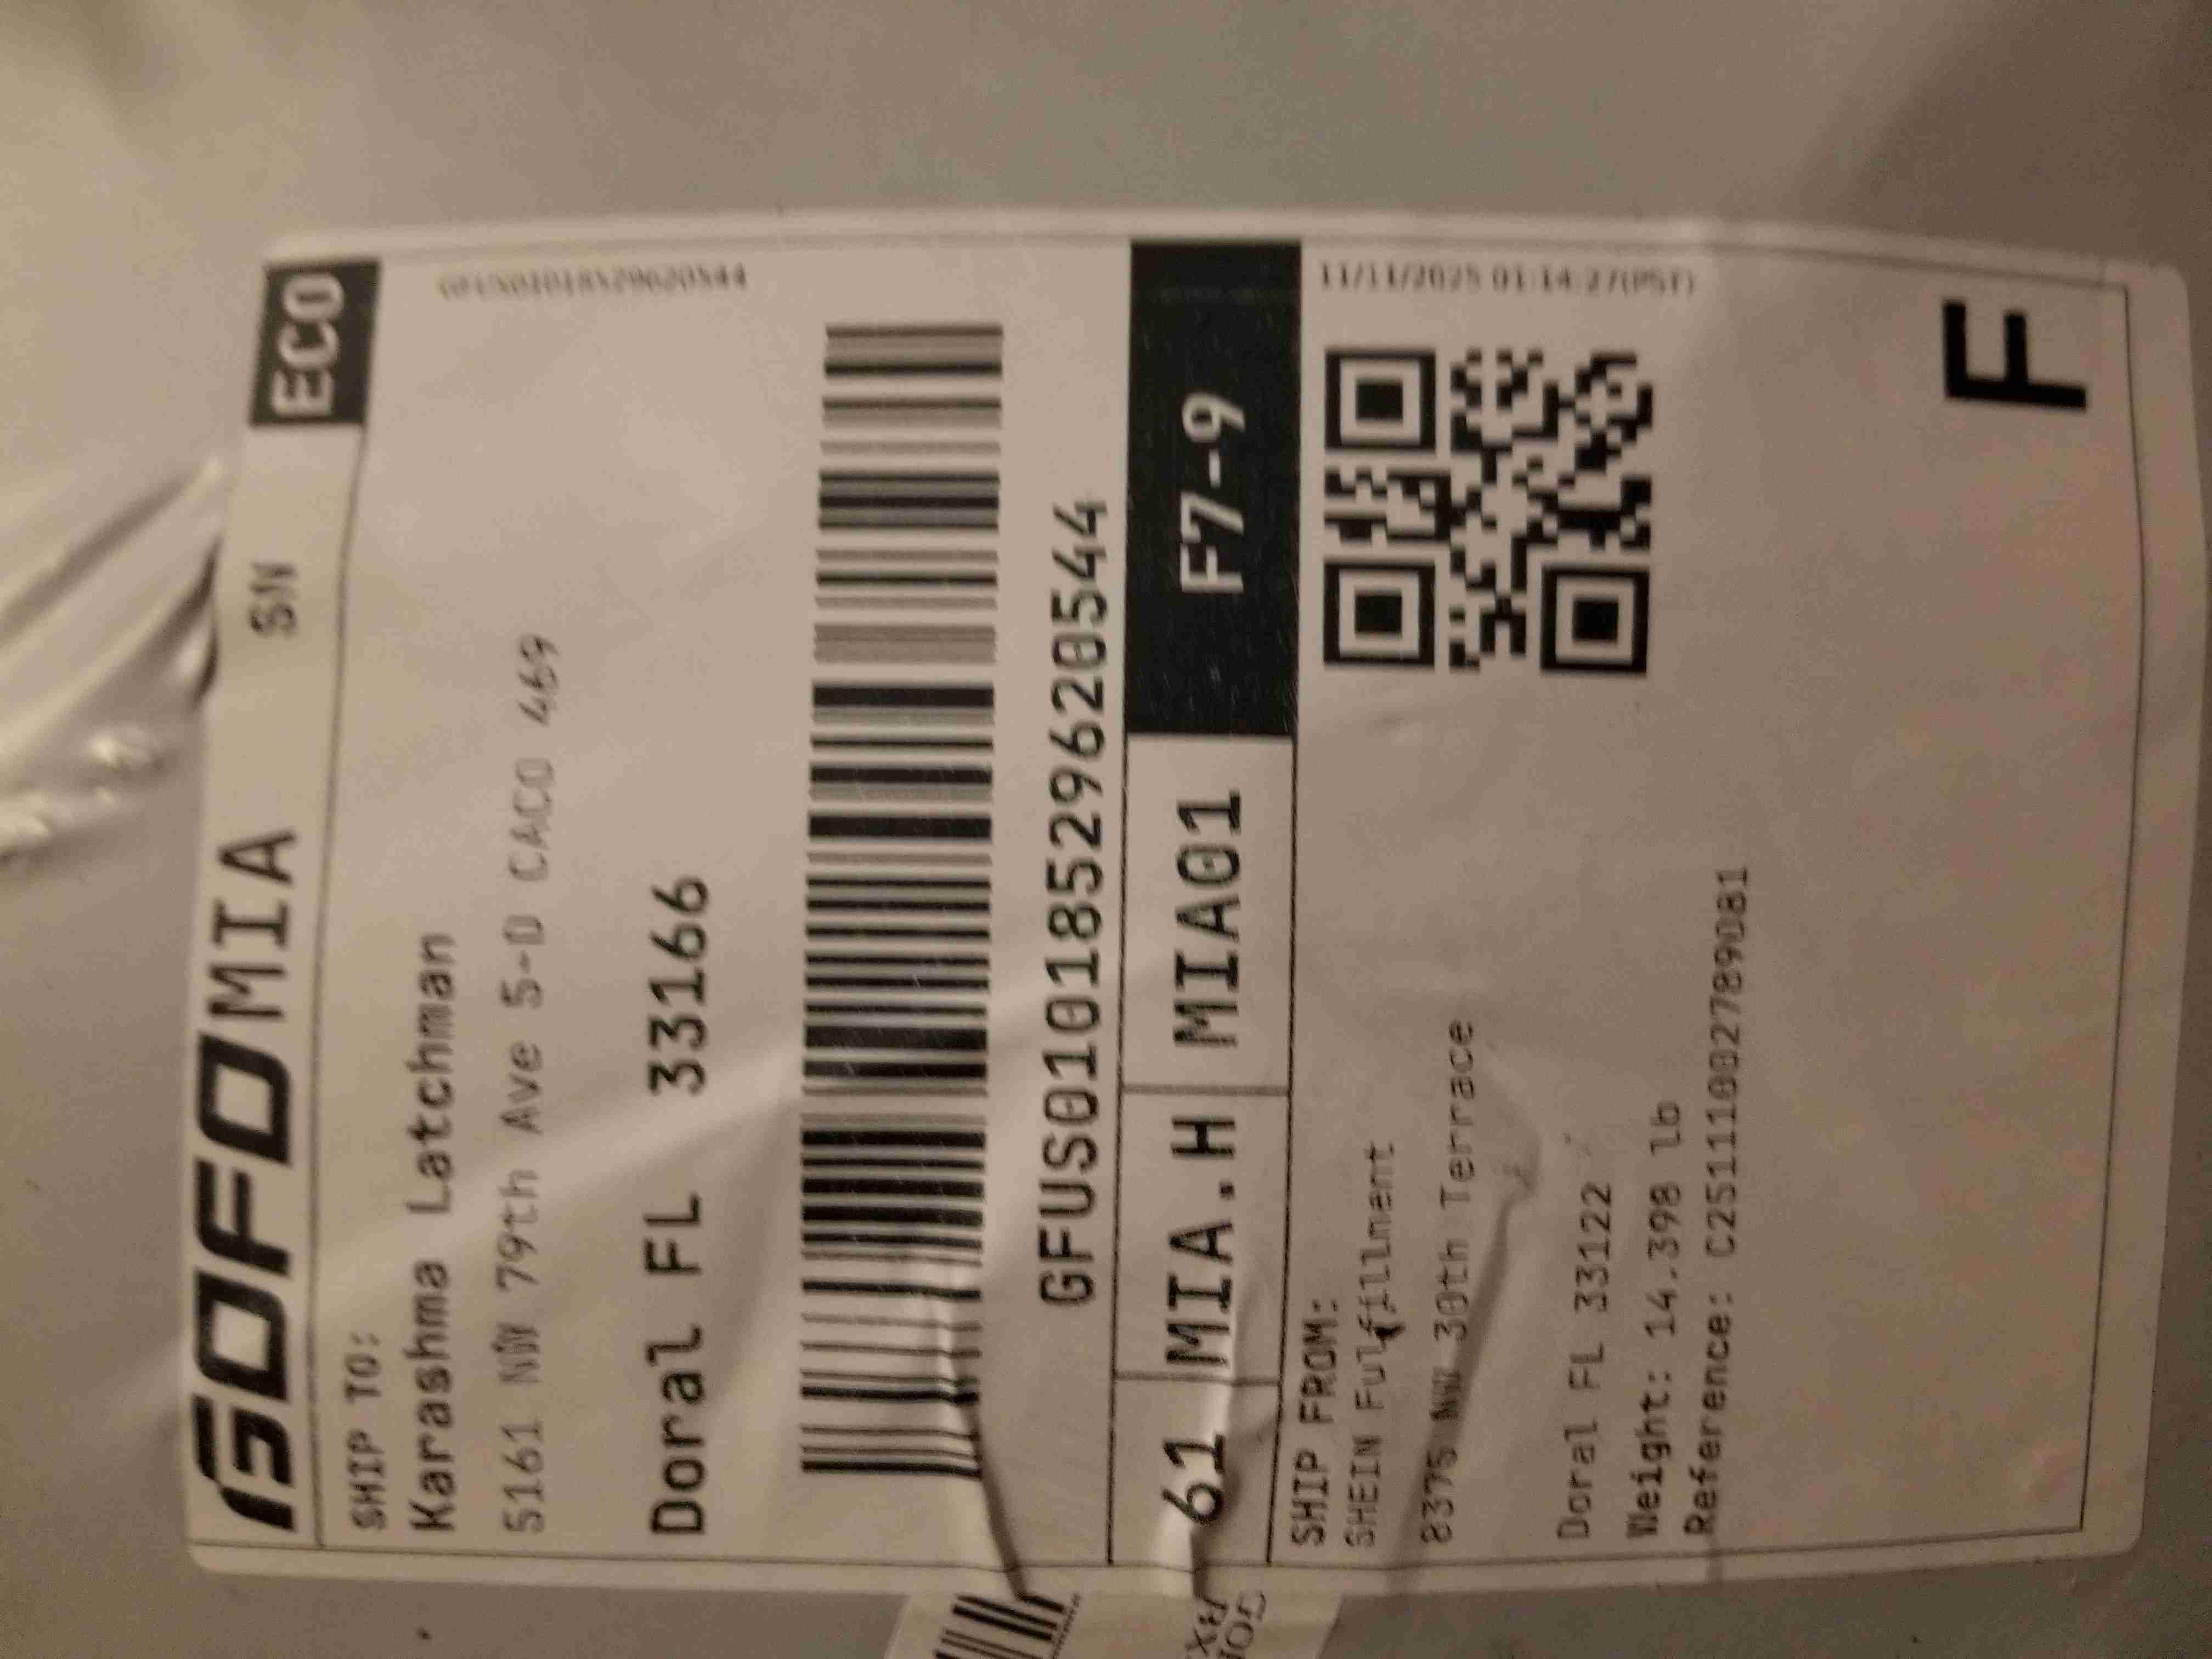 GOFO MIA SN ECO
SHIP TO:
Karashma Latchman
5161 NW 79th Ave 5-D CACO 469
Doral FL 33166
GFUS01018529620544
GFUS01018529620544
61 MIA.H MIA01 F7-9
SHIP FROM:
11/11/2025 01:14:27(PST)
SHEIN Fulfillment
8375 NW 30th Terrace
Doral FL 33122
Weight: 14.398 lb
Reference: C2511100278908​1
F